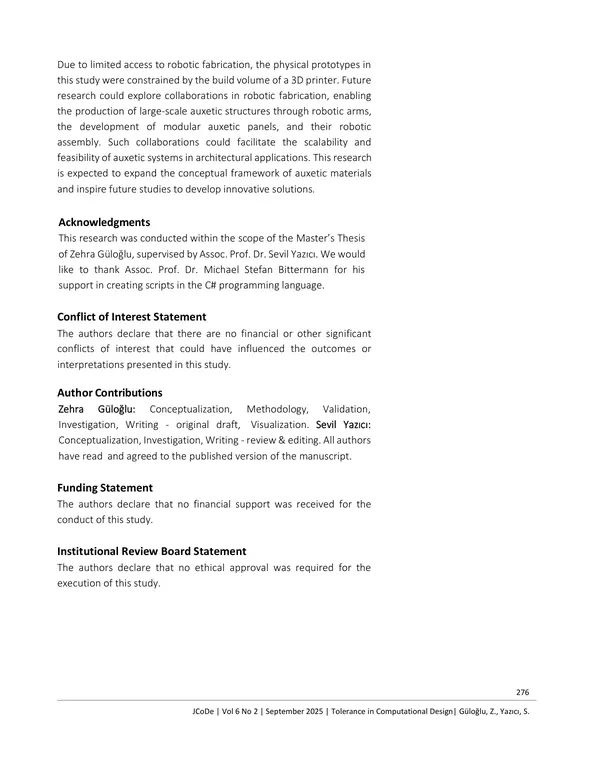 Due to limited access to robotic fabrication, the physical prototypes in
this study were constrained by the build volume of a 3D printer. Future
research could explore collaborations in robotic fabrication, enabling
the production of large-scale auxetic structures through robotic arms,
the development of modular auxetic panels, and their robotic
assembly. Such collaborations could facilitate the scalability and
feasibility of auxetic systems in architectural applications. This research
is expected to expand the conceptual framework of auxetic materials
and inspire future studies to develop innovative solutions.
Acknowledgments
This research was conducted within the scope of the Master’s Thesis
of Zehra Güloğlu, supervised by Assoc. Prof. Dr. Sevil Yazıcı. We would
like to thank Assoc. Prof. Dr. Michael Stefan Bittermann for his
support in creating scripts in the C# programming language.
Conflict of Interest Statement
The authors declare that there are no financial or other significant
conflicts of interest that could have influenced the outcomes or
interpretations presented in this study.
Author Contributions
Zehra Güloğlu: Conceptualization, Methodology, Validation,
Investigation, Writing - original draft, Visualization. Sevil Yazıcı:
Conceptualization, Investigation, Writing - review & editing. All authors
have read and agreed to the published version of the manuscript.
Funding Statement
The authors declare that no financial support was received for the
conduct of this study.
Institutional Review Board Statement
The authors declare that no ethical approval was required for the
execution of this study.
276
JCoDe | Vol 6 No 2 | September 2025 | Tolerance in Computational Design| Güloğlu, Z., Yazıcı, S.